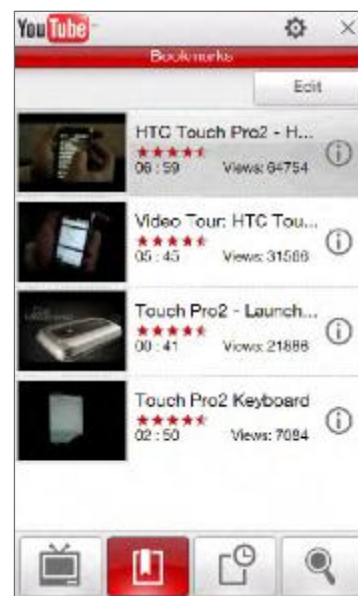 YouTube
Bookmarks
Edit
HTC Touch Pro2 - H...
06 : 59 Views: 64754
Video Tour: HTC Tou...
05 : 45 Views: 31566
Touch Pro2 - Launch...
00 : 41 Views: 21886
Touch Pro2 Keyboard
02 : 50 Views: 7084